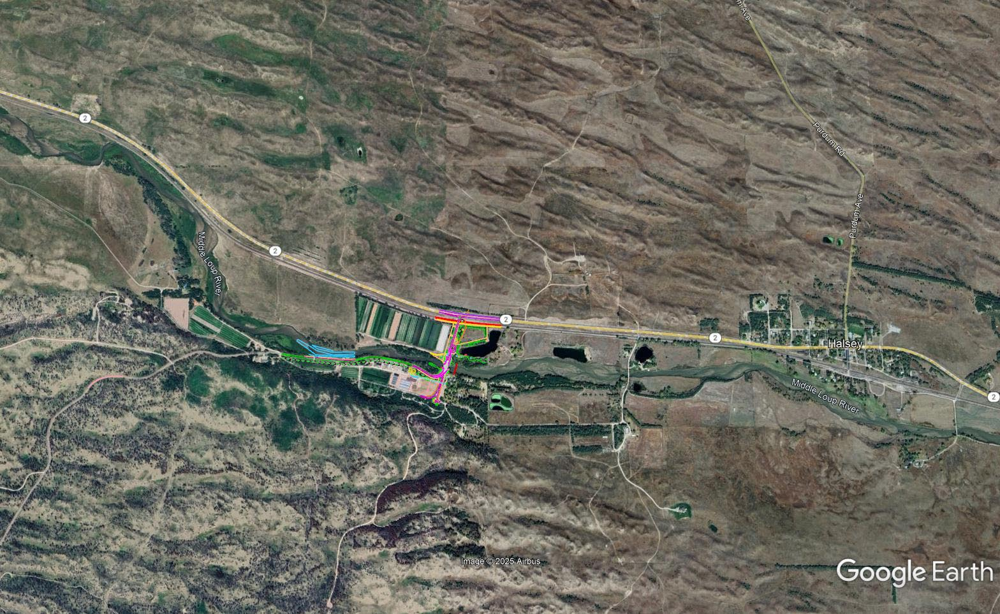 m Ave
2
Purdum Rd
Purdum Ave
Middle Loup River
2
2
2
Halsey
Middle Loup River
2
Image © 2025 Airbus
Google Earth